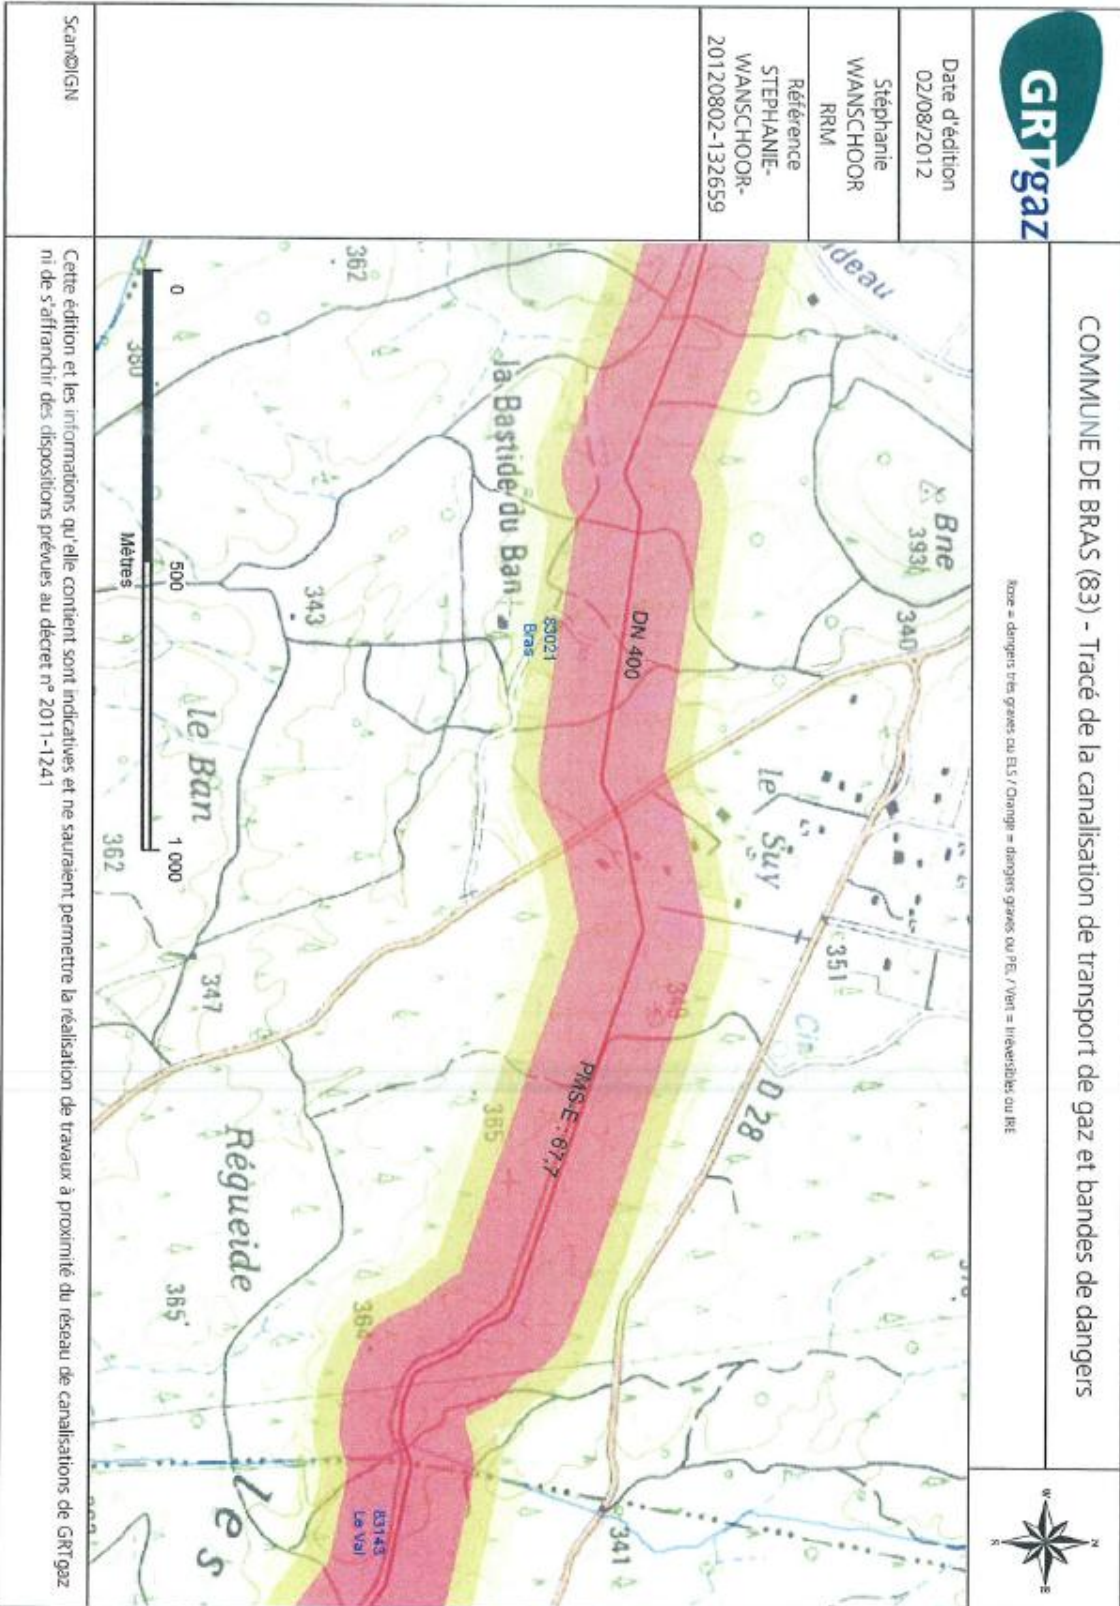 GRTgaz
COMMUNE DE BRAS (83) - Tracé de la canalisation de transport de gaz et bandes de dangers
Rose = dangers très graves ou ELS / Orange = dangers graves ou PEL / Vert = Irréversibles ou IRE
N
W
E
Date d'édition
02/08/2012
Stéphanie
WANSCHOOR
RRM
Référence
STEPHANIE-
WANSCHOOR-
20120802-132659
deau
Bne
393
340
le Suy
351
D 28
341
DN 400
348
PMS-E : 67,7
la Bastide du Ban
83021
Bras
365
364
83143
Le Val
362
343
le Ban
347
Régueide
365
Les
380
362
0
500
1 000
Mètres
Scan©IGN
Cette édition et les informations qu'elle contient sont indicatives et ne sauraient permettre la réalisation de travaux à proximité du réseau de canalisations de GRTgaz
ni de s'affranchir des dispositions prévues au décret n° 2011-1241